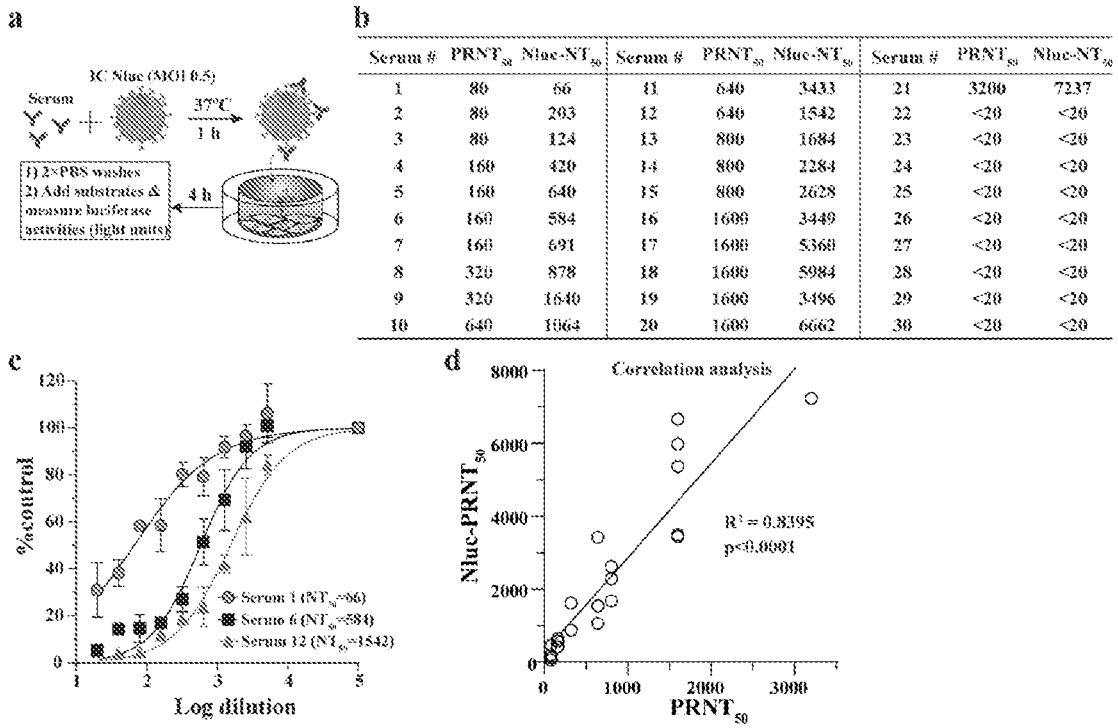 a
IC Nluc (MOI 0.5)
Serum
37°C
1 h
4 h
1) 2×PBS washes
2) Add substrates &
measure luciferase
activities (light units)
b
Serum # PRNT50 Nluc-NT50 Serum # PRNT50 Nluc-NT50 Serum # PRNT50 Nluc-NT50
1 80 66 11 640 3433 21 3200 7237
2 80 203 12 640 1542 22 <20 <20
3 80 124 13 800 1684 23 <20 <20
4 160 420 14 800 2284 24 <20 <20
5 160 640 15 800 2628 25 <20 <20
6 160 584 16 1600 3449 26 <20 <20
7 160 691 17 1600 5360 27 <20 <20
8 320 878 18 1600 5984 28 <20 <20
9 320 1640 19 1600 3496 29 <20 <20
10 640 1064 20 1600 6662 30 <20 <20
c
120
100
80
60
40
20
0
%control
Serum 1 (NT50=66)
Serum 6 (NT50=584)
Serum 12 (NT50=1542)
1 2 3 4 5
Log dilution
d
Correlation analysis
8000
6000
4000
2000
0
Nluc-PRNT50
R² = 0.8395
p<0.0001
0 1000 2000 3000
PRNT50